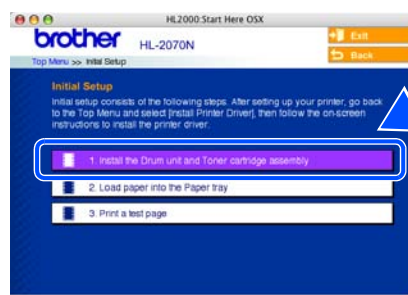 HL2000:Start Here OSX
brother
HL-2070N
Exit
Back
Top Menu >> Initial Setup
Initial Setup
Initial setup consists of the following steps. After setting up your printer, go back
to the Top Menu and select [Install Printer Driver], then follow the on-screen
instructions to install the printer driver.
1. Install the Drum unit and Toner cartridge assembly
2. Load paper into the Paper tray
3. Print a test page